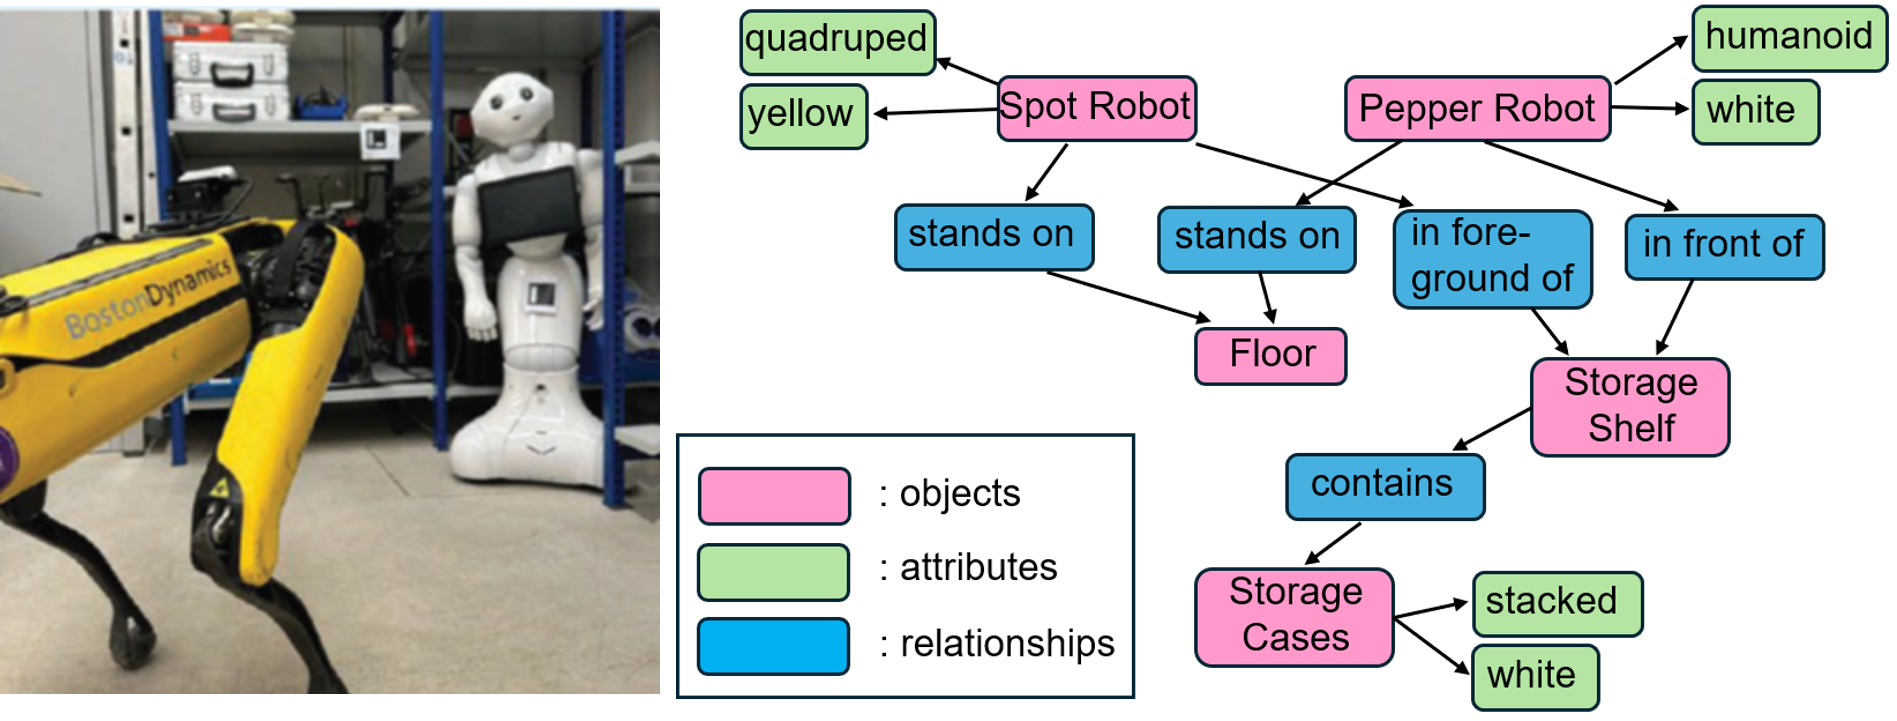 BostonDynamics
quadruped
yellow
Spot Robot
Pepper Robot
humanoid
white
stands on
stands on
in fore-
ground of
in front of
Floor
Storage
Shelf
contains
Storage
Cases
stacked
white
: objects
: attributes
: relationships